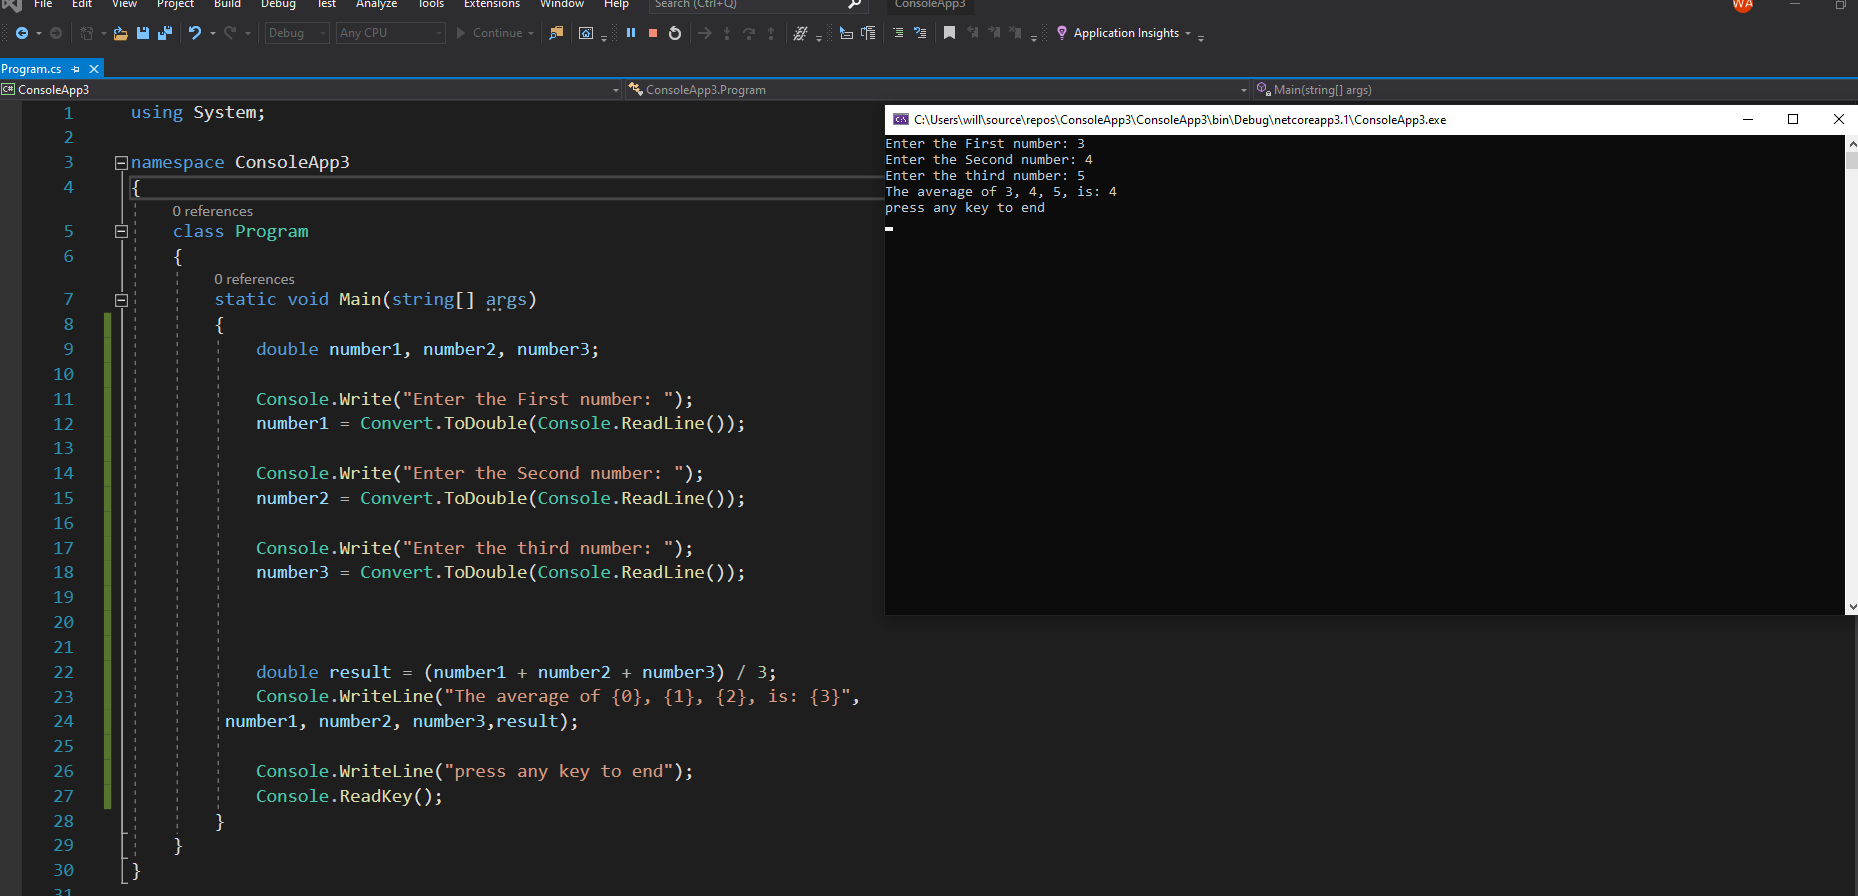 File Edit View Project Build Debug Test Analyze Tools Extensions Window Help Search (Ctrl+Q) ConsoleApp3 WA
Debug Any CPU Continue Application Insights
Program.cs
C# ConsoleApp3 ConsoleApp3.Program Main(string[] args)
1 using System;
2
3 namespace ConsoleApp3
4 {
0 references
5 class Program
6 {
0 references
7 static void Main(string[] args)
8 {
9 double number1, number2, number3;
10
11 Console.Write("Enter the First number: ");
12 number1 = Convert.ToDouble(Console.ReadLine());
13
14 Console.Write("Enter the Second number: ");
15 number2 = Convert.ToDouble(Console.ReadLine());
16
17 Console.Write("Enter the third number: ");
18 number3 = Convert.ToDouble(Console.ReadLine());
19
20
21
22 double result = (number1 + number2 + number3) / 3;
23 Console.WriteLine("The average of {0}, {1}, {2}, is: {3}",
24 number1, number2, number3,result);
25
26 Console.WriteLine("press any key to end");
27 Console.ReadKey();
28 }
29 }
30 }
31
C:\Users\will\source\repos\ConsoleApp3\ConsoleApp3\bin\Debug\netcoreapp3.1\ConsoleApp3.exe
Enter the First number: 3
Enter the Second number: 4
Enter the third number: 5
The average of 3, 4, 5, is: 4
press any key to end